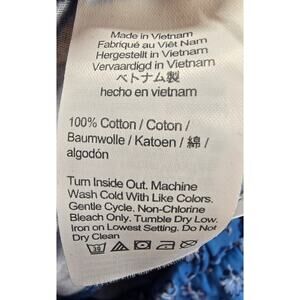 Made in Vietnam
Fabriqué au Viêt Nam
Hergestellt in Vietnam
Vervaardigd in Vietnam
ベトナム製
hecho en vietnam
100% Cotton / Coton /
Baumwolle / Katoen / 綿 /
algodón
Turn Inside Out. Machine
Wash Cold With Like Colors.
Gentle Cycle. Non-Chlorine
Bleach Only. Tumble Dry Low.
Iron on Lowest Setting. Do Not
Dry Clean